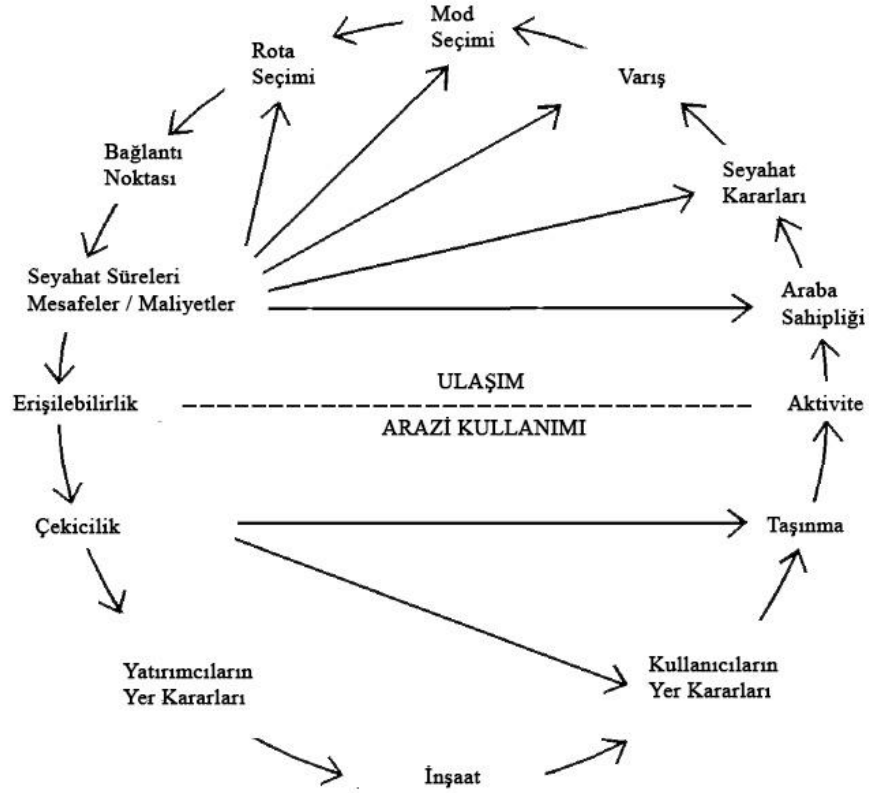 Mod
Seçimi
Rota
Seçimi
Varış
Bağlantı
Noktası
Seyahat
Kararları
Seyahat Süreleri
Mesafeler / Maliyetler
Araba
Sahipliği
ULAŞIM
Erişilebilirlik
Aktivite
ARAZİ KULLANIMI
Çekicilik
Taşınma
Yatırımcıların
Yer Kararları
Kullanıcıların
Yer Kararları
İnşaat